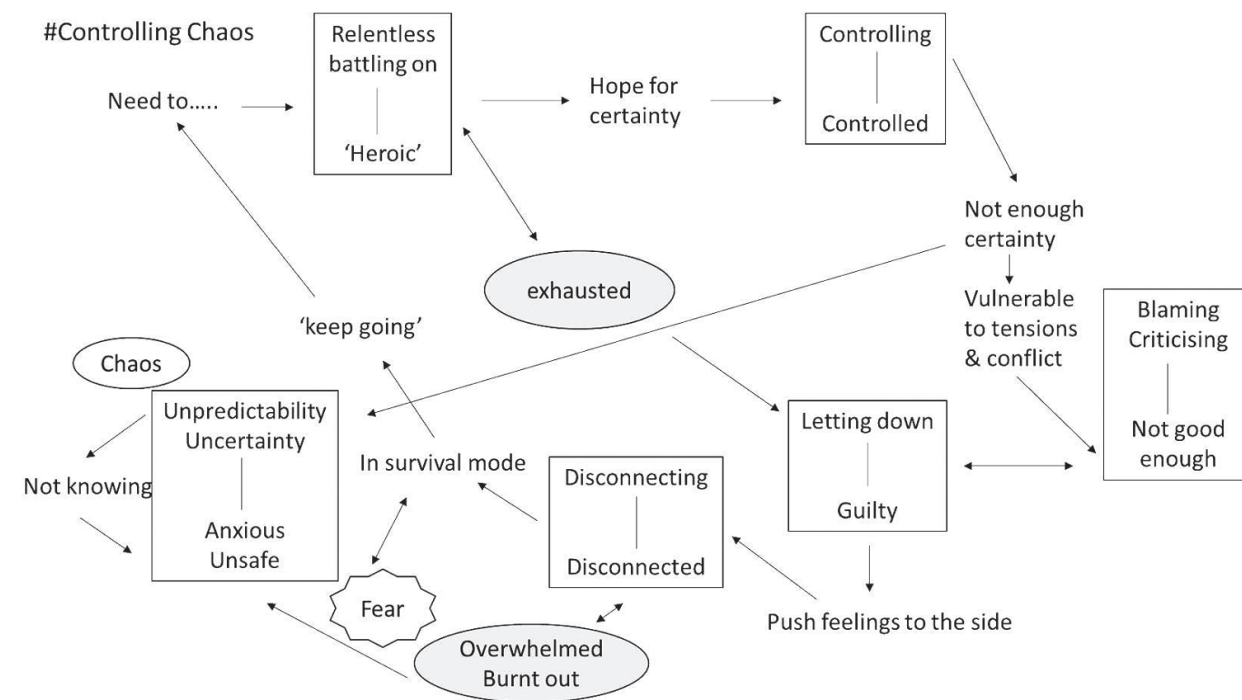 #Controlling Chaos
Relentless
battling on
‘Heroic’
Controlling
Controlled
Need to.....
Hope for
certainty
Not enough
certainty
exhausted
Vulnerable
to tensions
& conflict
Blaming
Criticising
Not good
enough
‘keep going’
Chaos
Unpredictability
Uncertainty
Anxious
Unsafe
Not knowing
In survival mode
Disconnecting
Disconnected
Letting down
Guilty
Fear
Push feelings to the side
Overwhelmed
Burnt out